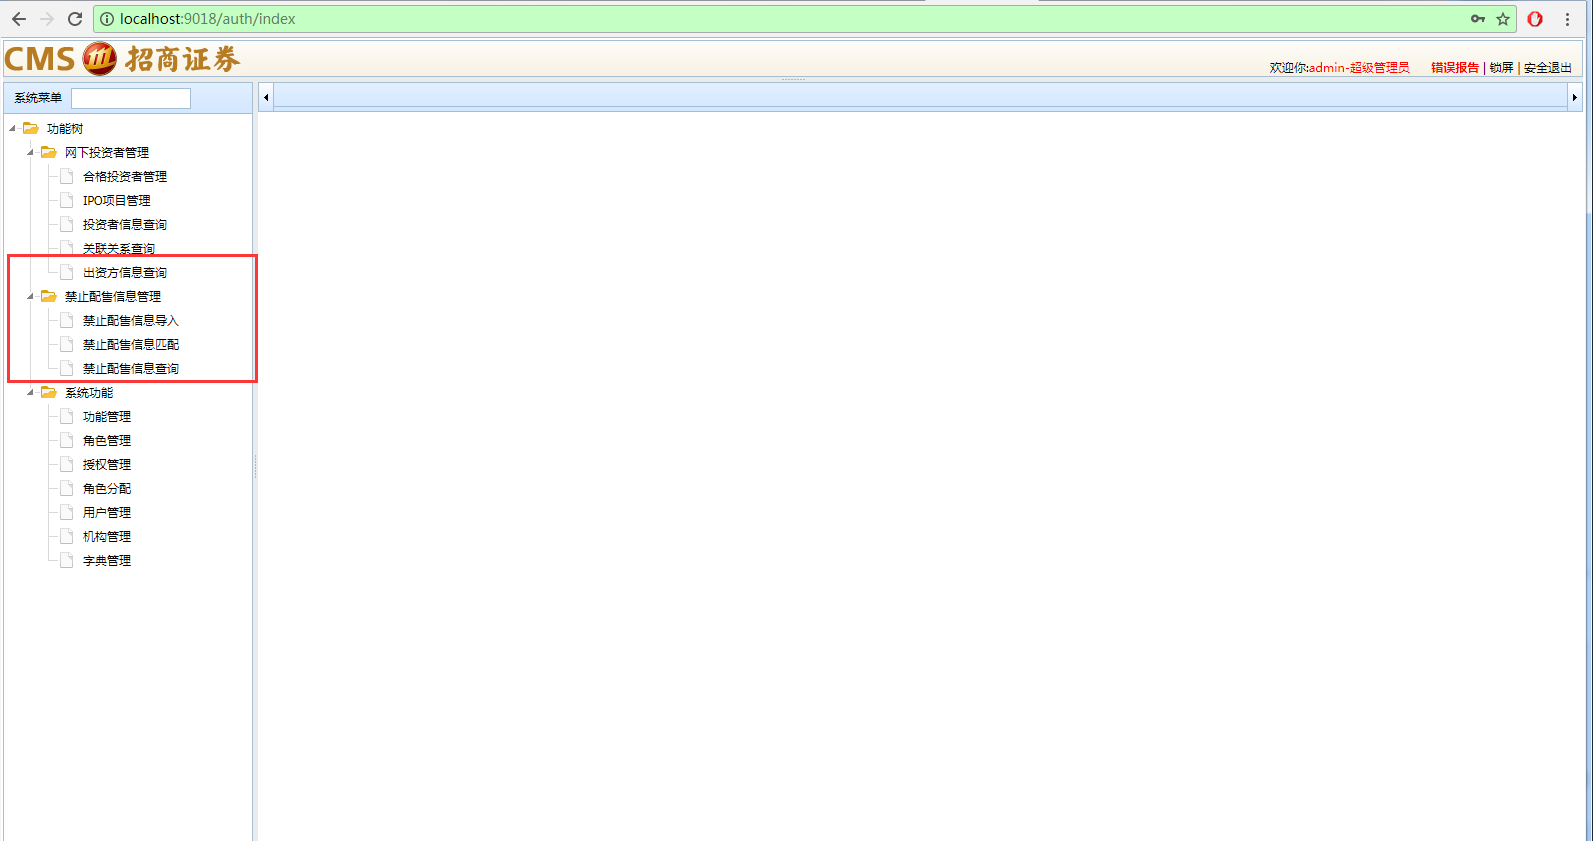 localhost:9018/auth/index
CMS 招商证券
欢迎你:admin-超级管理员 错误报告 | 锁屏 | 安全退出
系统菜单
功能树
网下投资者管理
合格投资者管理
IPO项目管理
投资者信息查询
关联关系查询
出资方信息查询
禁止配售信息管理
禁止配售信息导入
禁止配售信息匹配
禁止配售信息查询
系统功能
功能管理
角色管理
授权管理
角色分配
用户管理
机构管理
字典管理